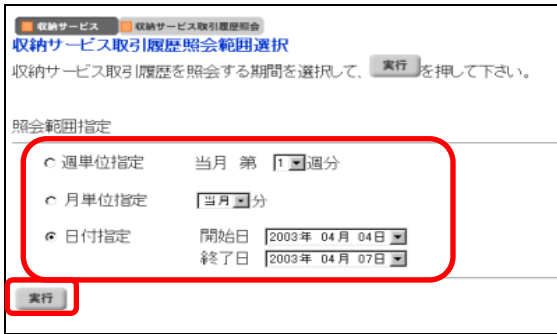 収納サービス 収納サービス取引履歴照会
収納サービス取引履歴照会範囲選択
収納サービス取引履歴を照会する期間を選択して、 実行 を押して下さい。
照会範囲指定
週単位指定 当月 第 1 週分
月単位指定 当月 分
日付指定 開始日 2003年 04月 04日
終了日 2003年 04月 07日
実行